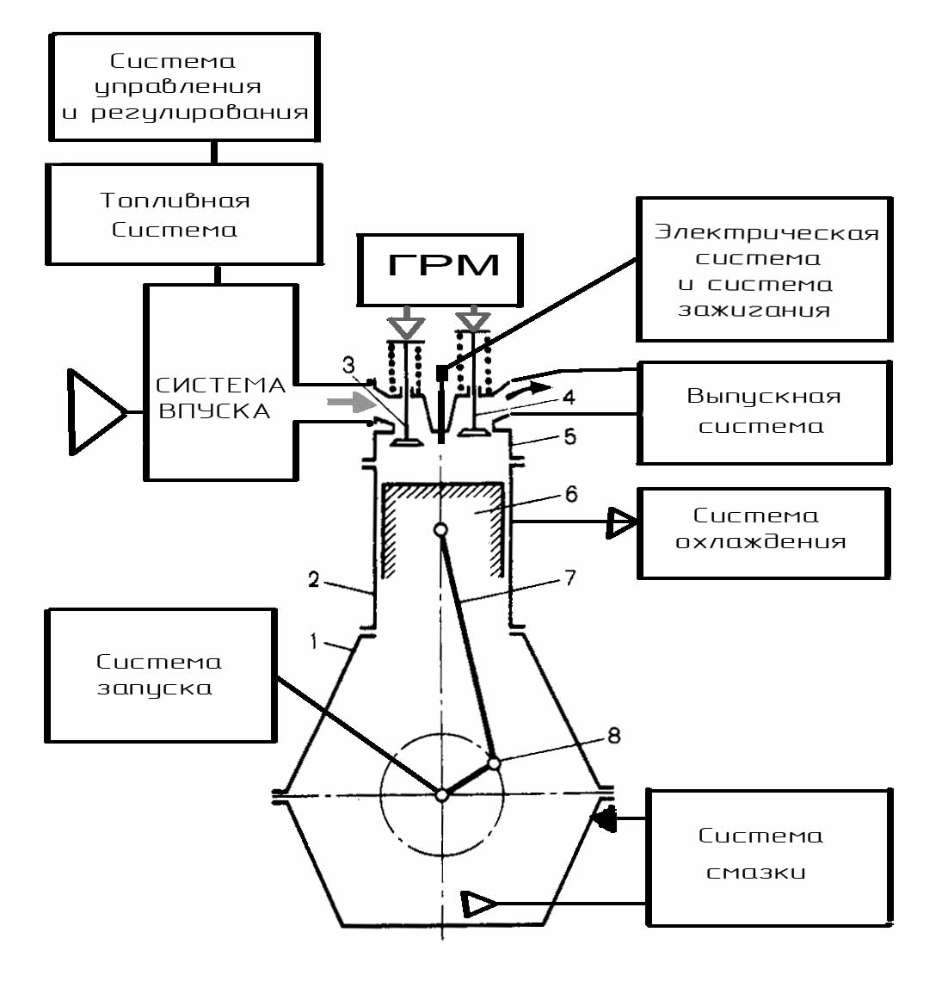 Система
управления
и регулирования
Топливная
Система
ГРМ
Электрическая
система
и система
зажигания
СИСТЕМА
ВПУСКА
3
4
Выпускная
система
5
6
Система
охлаждения
2
7
1
Система
запуска
8
Система
смазки